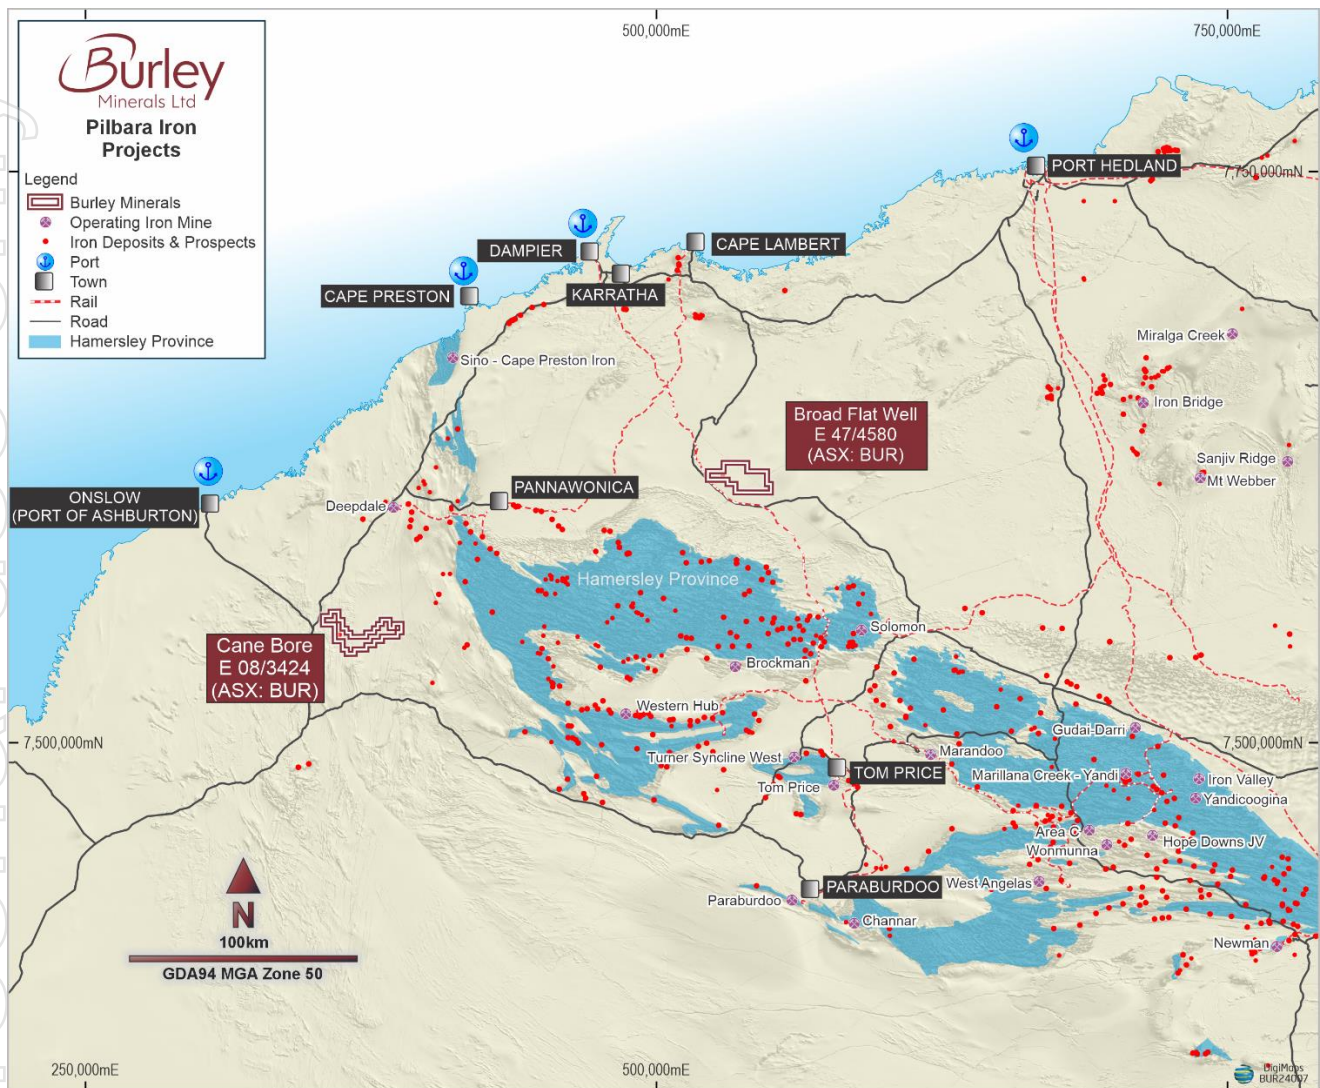 500,000mE
750,000mE
Burley
Minerals Ltd
Pilbara Iron
Projects
Legend
Burley Minerals
Operating Iron Mine
Iron Deposits & Prospects
Port
Town
Rail
Road
Hamersley Province
PORT HEDLAND
7,750,000mN
DAMPIER
CAPE LAMBERT
KARRATHA
CAPE PRESTON
Miralga Creek
Sino - Cape Preston Iron
Iron Bridge
Broad Flat Well
E 47/4580
(ASX: BUR)
Sanjiv Ridge
Mt Webber
ONSLOW
(PORT OF ASHBURTON)
PANNAWONICA
Deepdale
Hamersley Province
Cane Bore
E 08/3424
(ASX: BUR)
Solomon
Brockman
Western Hub
Gudai-Darri
7,500,000mN
7,500,000mN
Turner Syncline West
Marandoo
TOM PRICE
Marillana Creek - Yandi
Iron Valley
Tom Price
Yandicoogina
Area C
Hope Downs JV
Wonmunna
PARABURDOO
West Angelas
Paraburdoo
Channar
Newman
N
100km
GDA94 MGA Zone 50
250,000mE
500,000mE
DigiMaps
BUR24007